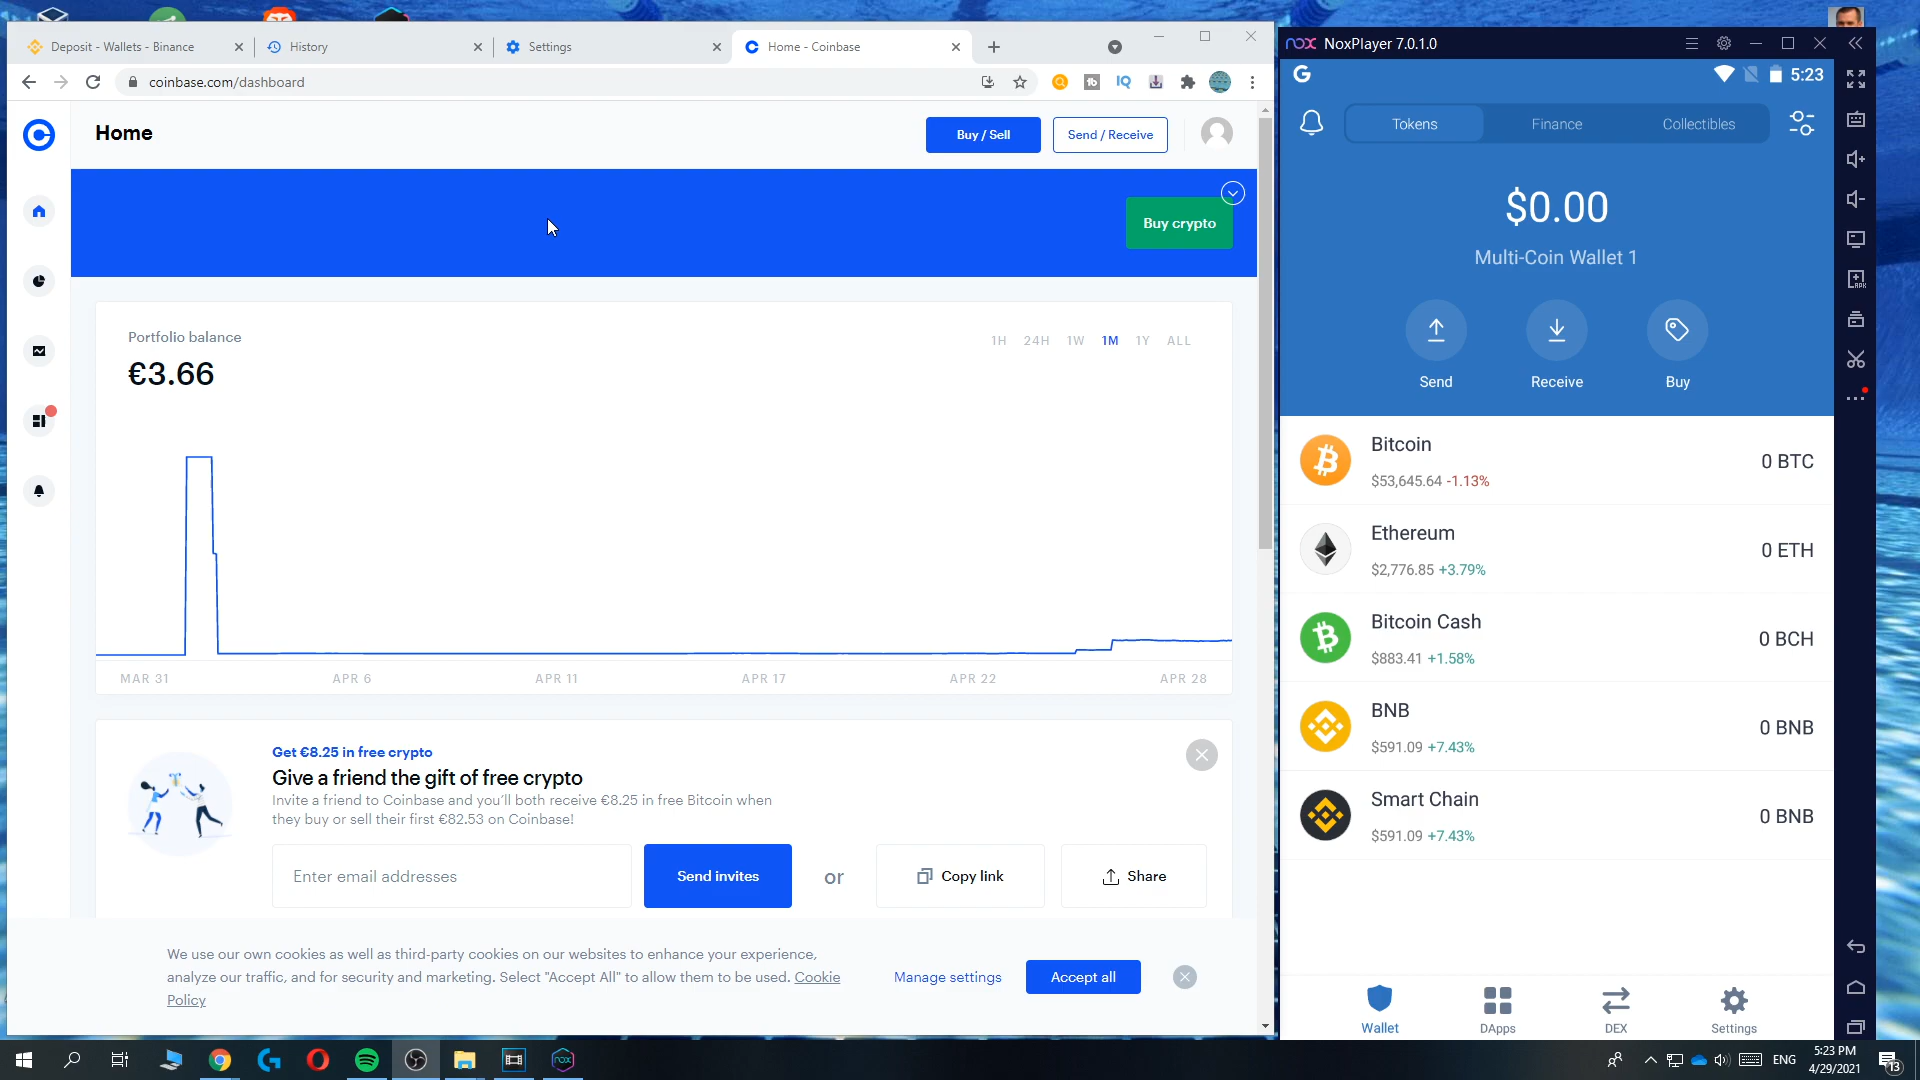 Deposit - Wallets - Binance
History
Settings
Home - Coinbase
coinbase.com/dashboard
IQ
Home
Buy / Sell
Send / Receive
Buy crypto
Portfolio balance
€3.66
1H 24H 1W 1M 1Y ALL
MAR 31 APR 6 APR 11 APR 17 APR 22 APR 28
Get €8.25 in free crypto
Give a friend the gift of free crypto
Invite a friend to Coinbase and you'll both receive €8.25 in free Bitcoin when
they buy or sell their first €82.53 on Coinbase!
Enter email addresses
Send invites
or
Copy link
Share
We use our own cookies as well as third-party cookies on our websites to enhance your experience,
analyze our traffic, and for security and marketing. Select "Accept All" to allow them to be used. Cookie
Policy
Manage settings
Accept all
nox NoxPlayer 7.0.1.0
G
5:23
Tokens
Finance
Collectibles
$0.00
Multi-Coin Wallet 1
Send
Receive
Buy
Bitcoin
$53,645.64 -1.13%
0 BTC
Ethereum
$2,776.85 +3.79%
0 ETH
Bitcoin Cash
$883.41 +1.58%
0 BCH
BNB
$591.09 +7.43%
0 BNB
Smart Chain
$591.09 +7.43%
0 BNB
Wallet
DApps
DEX
Settings
ENG
5:23 PM
4/29/2021
13